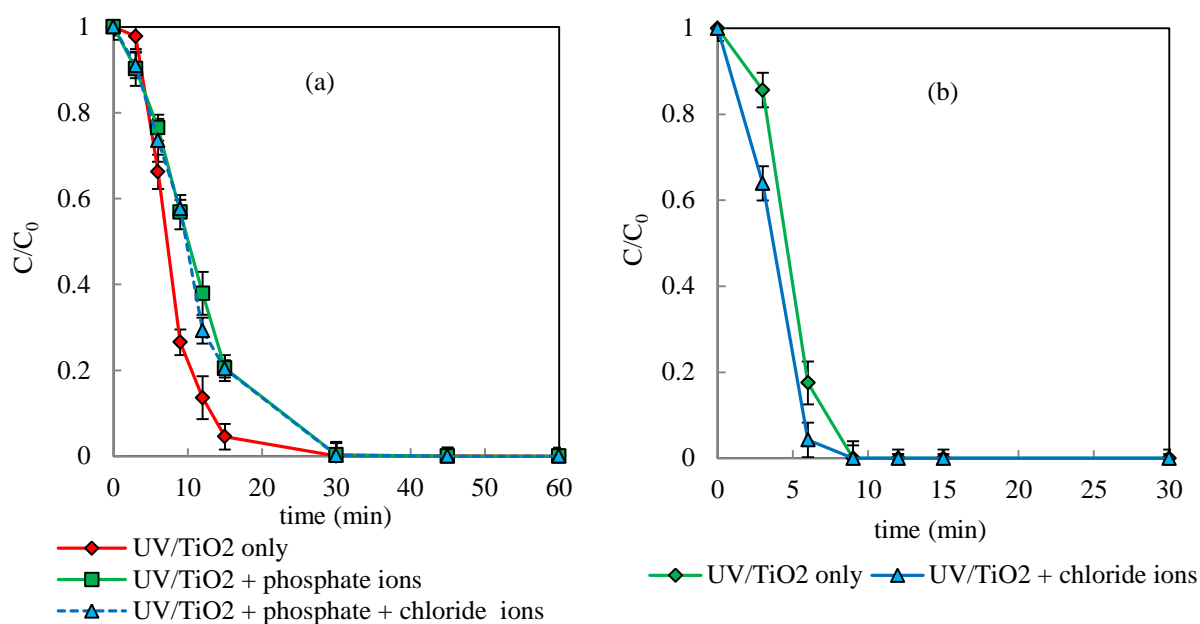 (a)
1
0.8
0.6
0.4
0.2
0
C/C0
0 10 20 30 40 50 60
time (min)
UV/TiO2 only
UV/TiO2 + phosphate ions
UV/TiO2 + phosphate + chloride ions
(b)
1
0.8
0.6
0.4
0.2
0
C/C0
0 5 10 15 20 25 30
time (min)
UV/TiO2 only UV/TiO2 + chloride ions